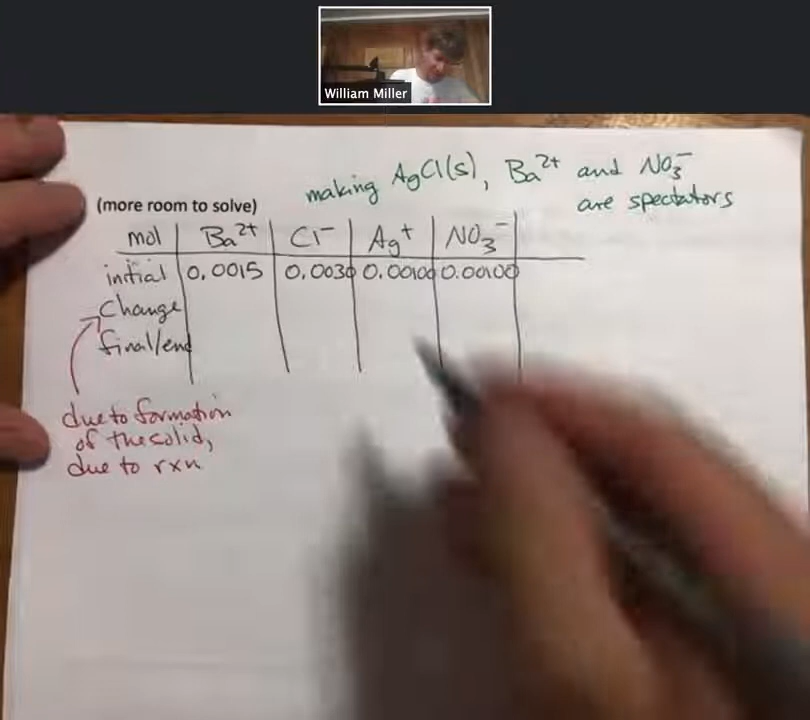 William Miller
making AgCl(s), Ba²⁺ and NO₃⁻
are spectators
(more room to solve)
mol Ba²⁺ Cl⁻ Ag⁺ NO₃⁻
initial 0.0015 0.0030 0.00100 0.00100
Change
final/end
due to formation
of the solid,
due to rxn